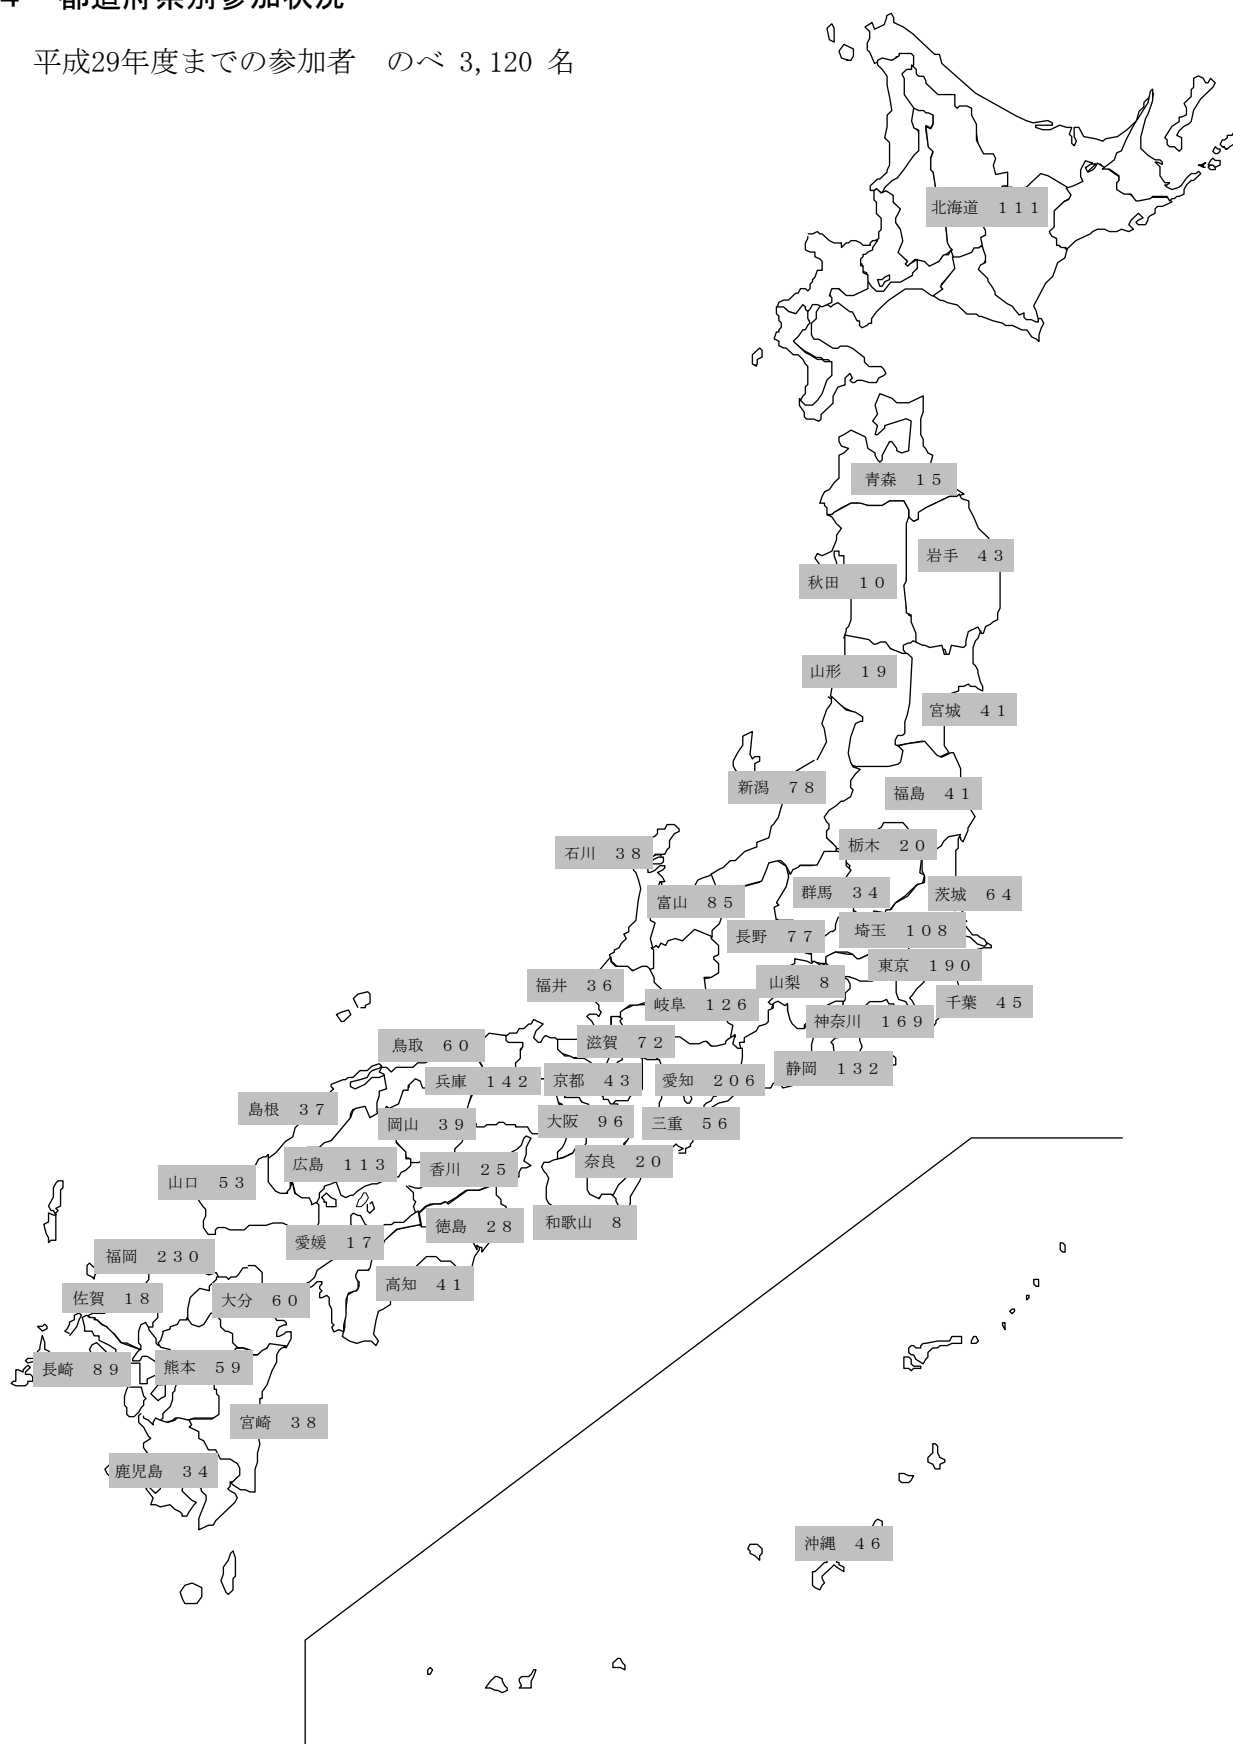 4　都道府県別参加状況
平成29年度までの参加者　のべ 3,120 名
北海道　１１１
青森　１５
岩手　４３
秋田　１０
山形　１９
宮城　４１
新潟　７８
福島　４１
栃木　２０
石川　３８
群馬　３４
茨城　６４
富山　８５
埼玉　１０８
長野　７７
東京　１９０
山梨　８
福井　３６
千葉　４５
岐阜　１２６
神奈川　１６９
滋賀　７２
鳥取　６０
静岡　１３２
兵庫　１４２
京都　４３
愛知　２０６
島根　３７
岡山　３９
大阪　９６
三重　５６
広島　１１３
香川　２５
奈良　２０
山口　５３
徳島　２８
和歌山　８
愛媛　１７
福岡　２３０
高知　４１
佐賀　１８
大分　６０
長崎　８９
熊本　５９
宮崎　３８
鹿児島　３４
沖縄　４６